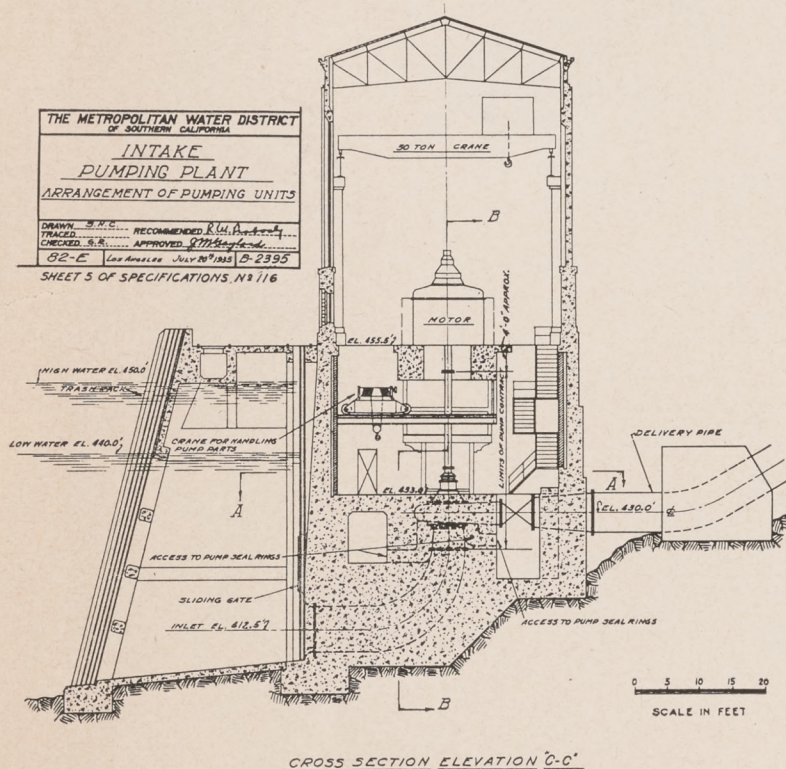 THE METROPOLITAN WATER DISTRICT
OF SOUTHERN CALIFORNIA
INTAKE
PUMPING PLANT
ARRANGEMENT OF PUMPING UNITS
DRAWN S.H.C.
TRACED
RECOMMENDED R.W. Peabody
CHECKED G.R.
APPROVED J M Gaylord
82-E
Los Angeles JULY 20th 1935
B-2395
SHEET 5 OF SPECIFICATIONS Nº 116
50 TON CRANE
B
MOTOR
EL. 455.5'
4'-0" APPROX.
LIMITS OF PUMP CONTRACT
HIGH WATER EL. 450.0'
TRASH RACK
LOW WATER EL. 440.0'
CRANE FOR HANDLING
PUMP PARTS
DELIVERY PIPE
A
A
EL. 433.0'
EL. 430.0'
ACCESS TO PUMP SEAL RINGS
SLIDING GATE
INLET EL. 412.5'
ACCESS TO PUMP SEAL RINGS
B
0 5 10 15 20
SCALE IN FEET
CROSS SECTION ELEVATION "C-C"